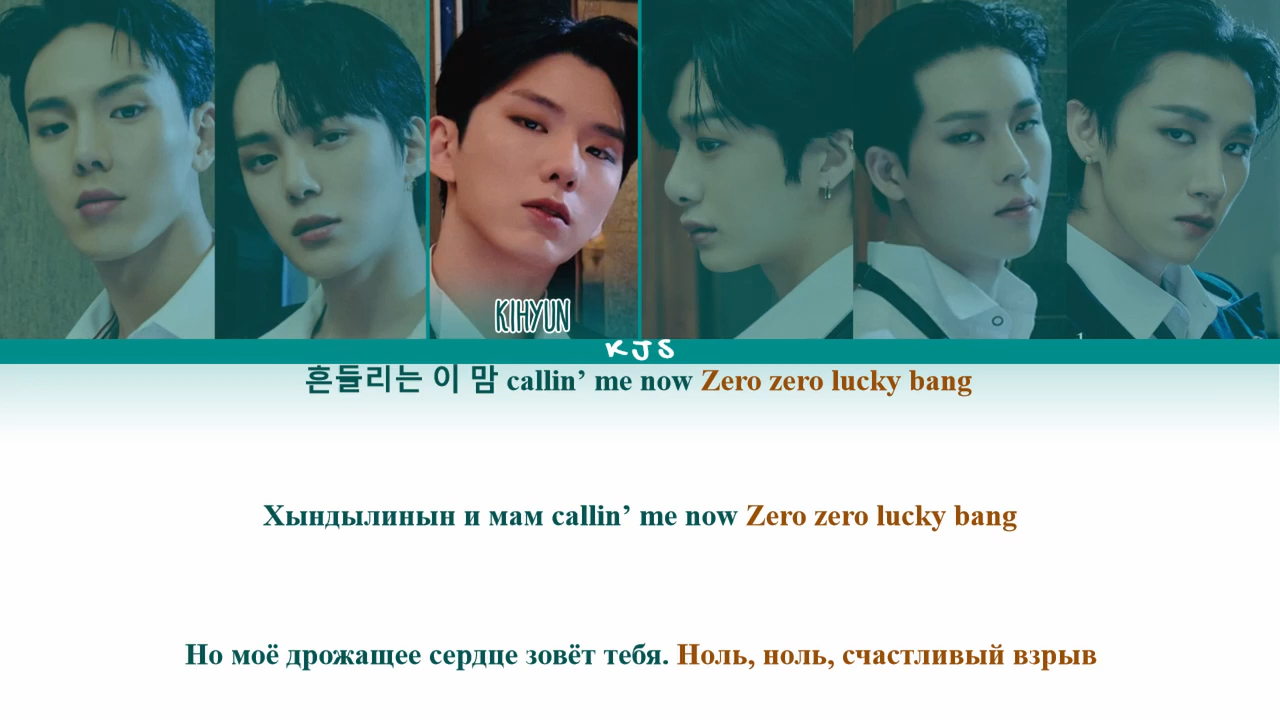 KIHYUN
KJS
흔들리는 이 맘 callin’ me now Zero zero lucky bang
Хындылинын и мам callin’ me now Zero zero lucky bang
Но моё дрожащее сердце зовёт тебя. Ноль, ноль, счастливый взрыв